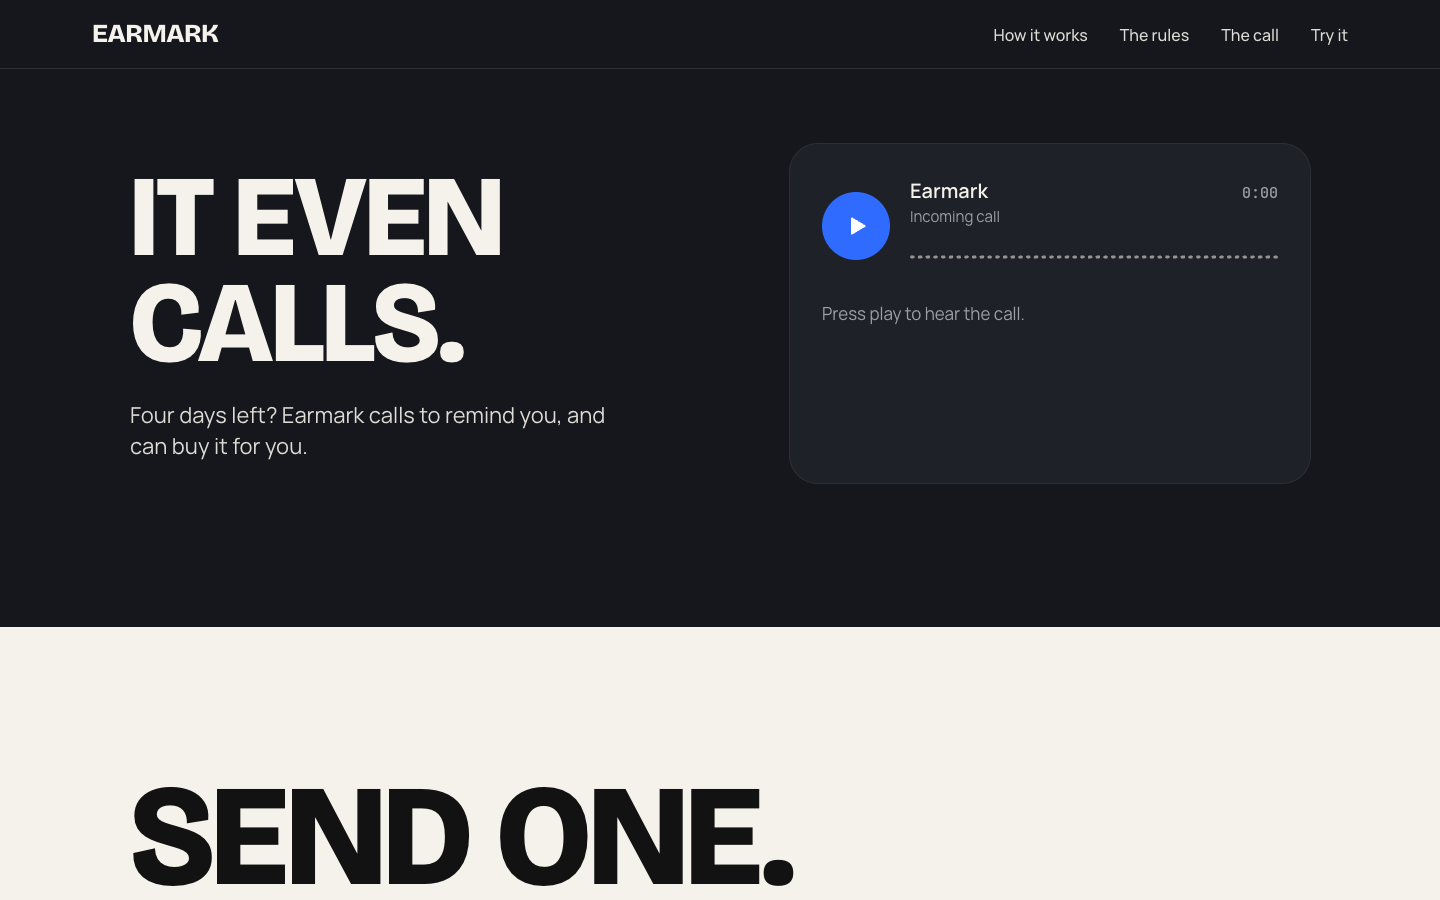 EARMARK
How it works
The rules
The call
Try it
IT EVEN
CALLS.
Four days left? Earmark calls to remind you, and
can buy it for you.
Earmark
0:00
Incoming call
Press play to hear the call.
SEND ONE.